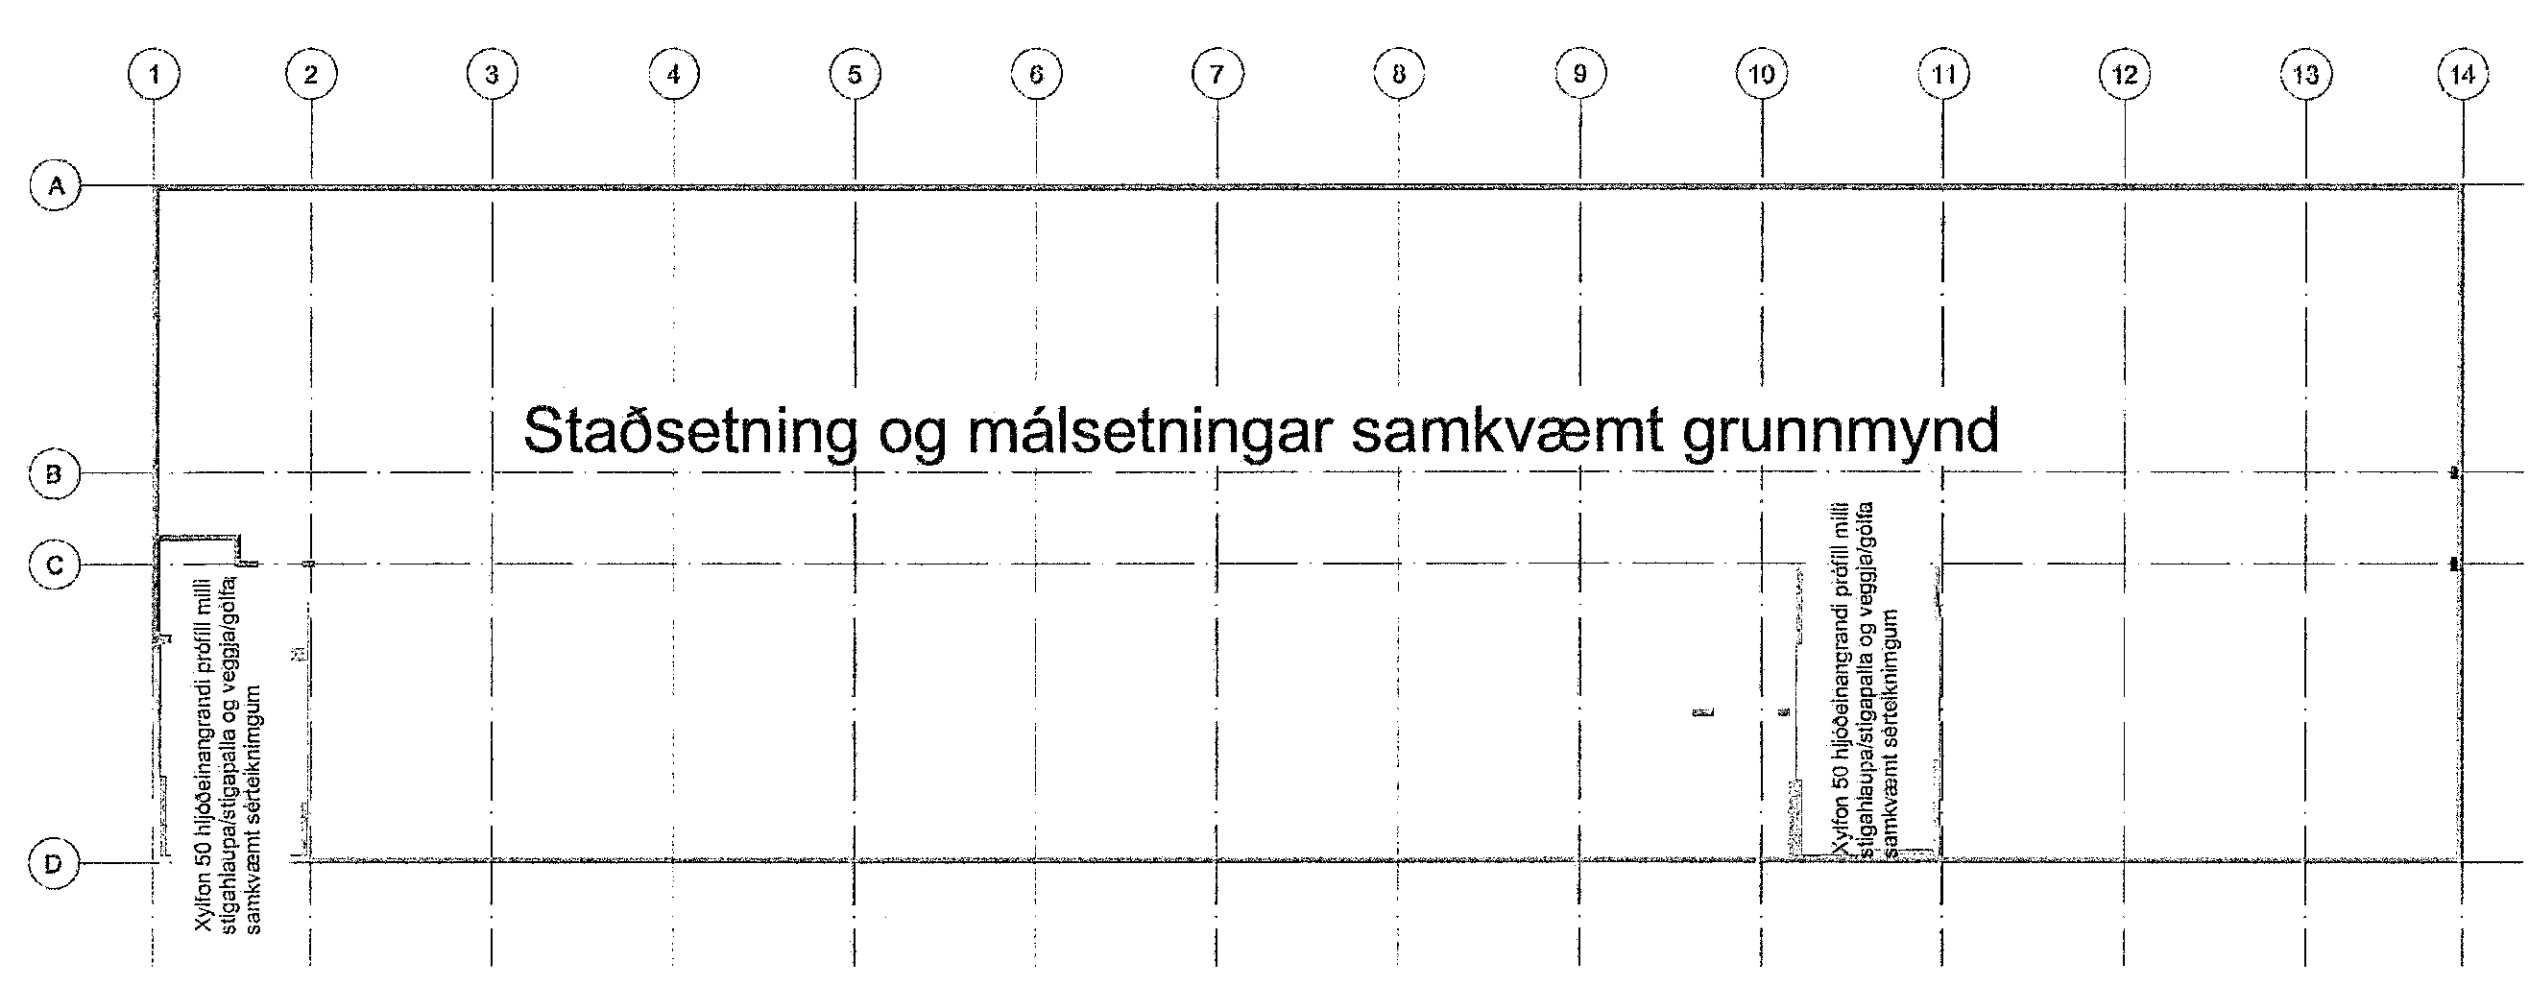 1 2 3 4 5 6 7 8 9 10 11 12 13 14
A
Staðsetning og málsetningar samkvæmt grunnmynd
B
C
D
Xylfon 50 hljóðeinangrandi prófíll milli
stigahlaupa/stigapalla og veggja/gólfa
samkvæmt sérteiknimgum
Xylfon 50 hljóðeinangrandi prófíll milli
stigahlaupa/stigapalla og veggja/gólfa
samkvæmt sérteiknimgum